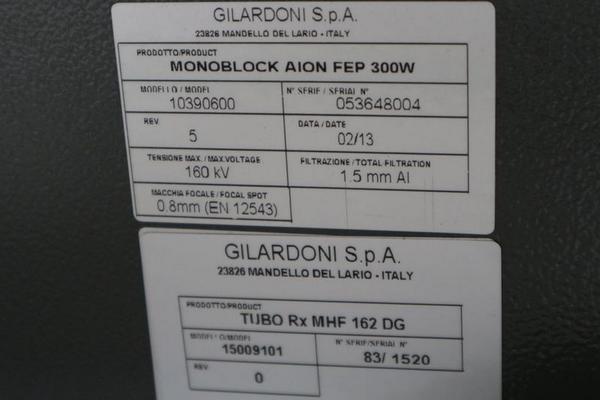 GILARDONI S.p.A.
23826 MANDELLO DEL LARIO - ITALY
PRODOTTO/PRODUCT
MONOBLOCK AION FEP 300W
MODELLO / MODEL
10390600
N° SERIE / SERIAL N°
053648004
REV.
5
DATA / DATE
02/13
TENSIONE MAX. / MAX.VOLTAGE
160 kV
FILTRAZIONE / TOTAL FILTRATION
1.5 mm Al
MACCHIA FOCALE / FOCAL SPOT
0.8mm (EN 12543)
GILARDONI S.p.A.
23826 MANDELLO DEL LARIO - ITALY
PRODOTTO/PRODUCT
TUBO Rx MHF 162 DG
MODELLO/MODEL
15009101
N° SERIE/SERIAL N°
83/ 1520
REV.
0